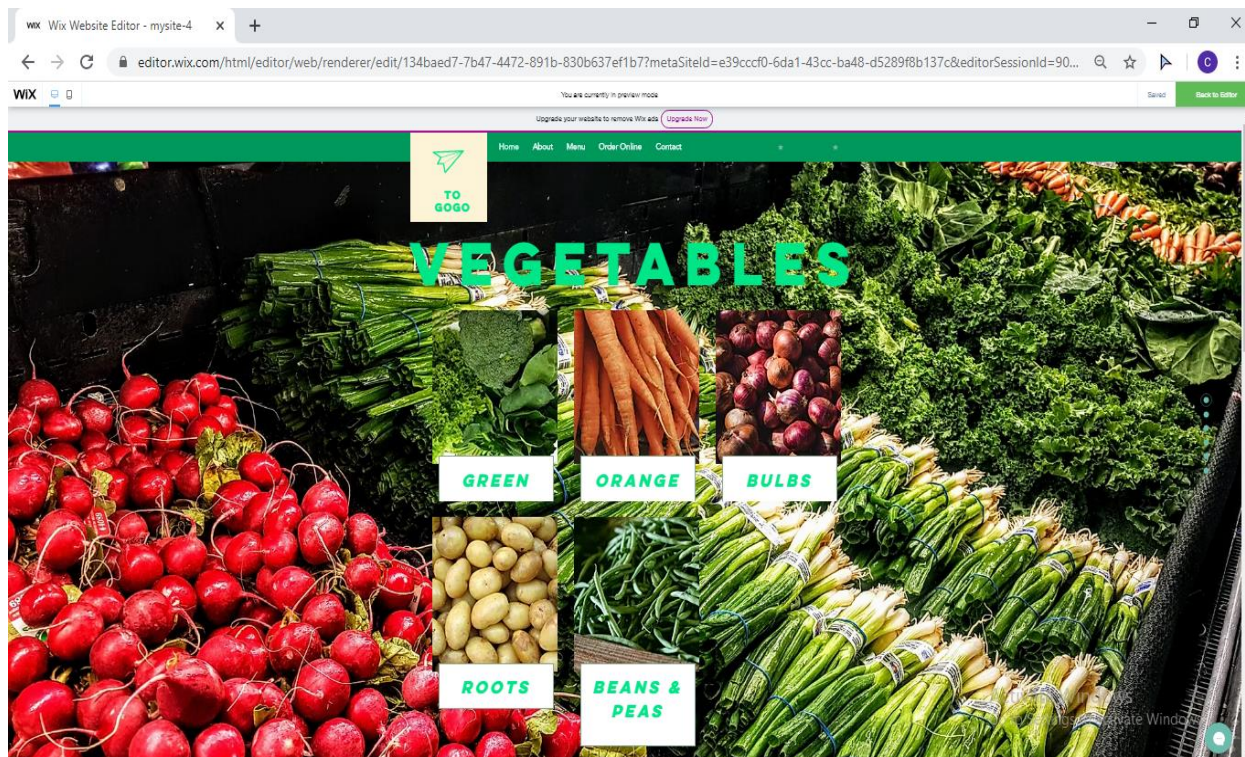 WiX Wix Website Editor - mysite-4
editor.wix.com/html/editor/web/renderer/edit/134baed7-7b47-4472-891b-830b637ef1b7?metaSiteId=e39cccf0-6da1-43cc-ba48-d5289f8b137c&editorSessionId=90...
C
WiX
You are currently in preview mode
Saved
Back to Editor
Upgrade your website to remove Wix ads
Upgrade Now
Home About Menu Order Online Contact
TO
GOGO
VEGETABLES
GREEN
ORANGE
BULBS
ROOTS
BEANS &
PEAS